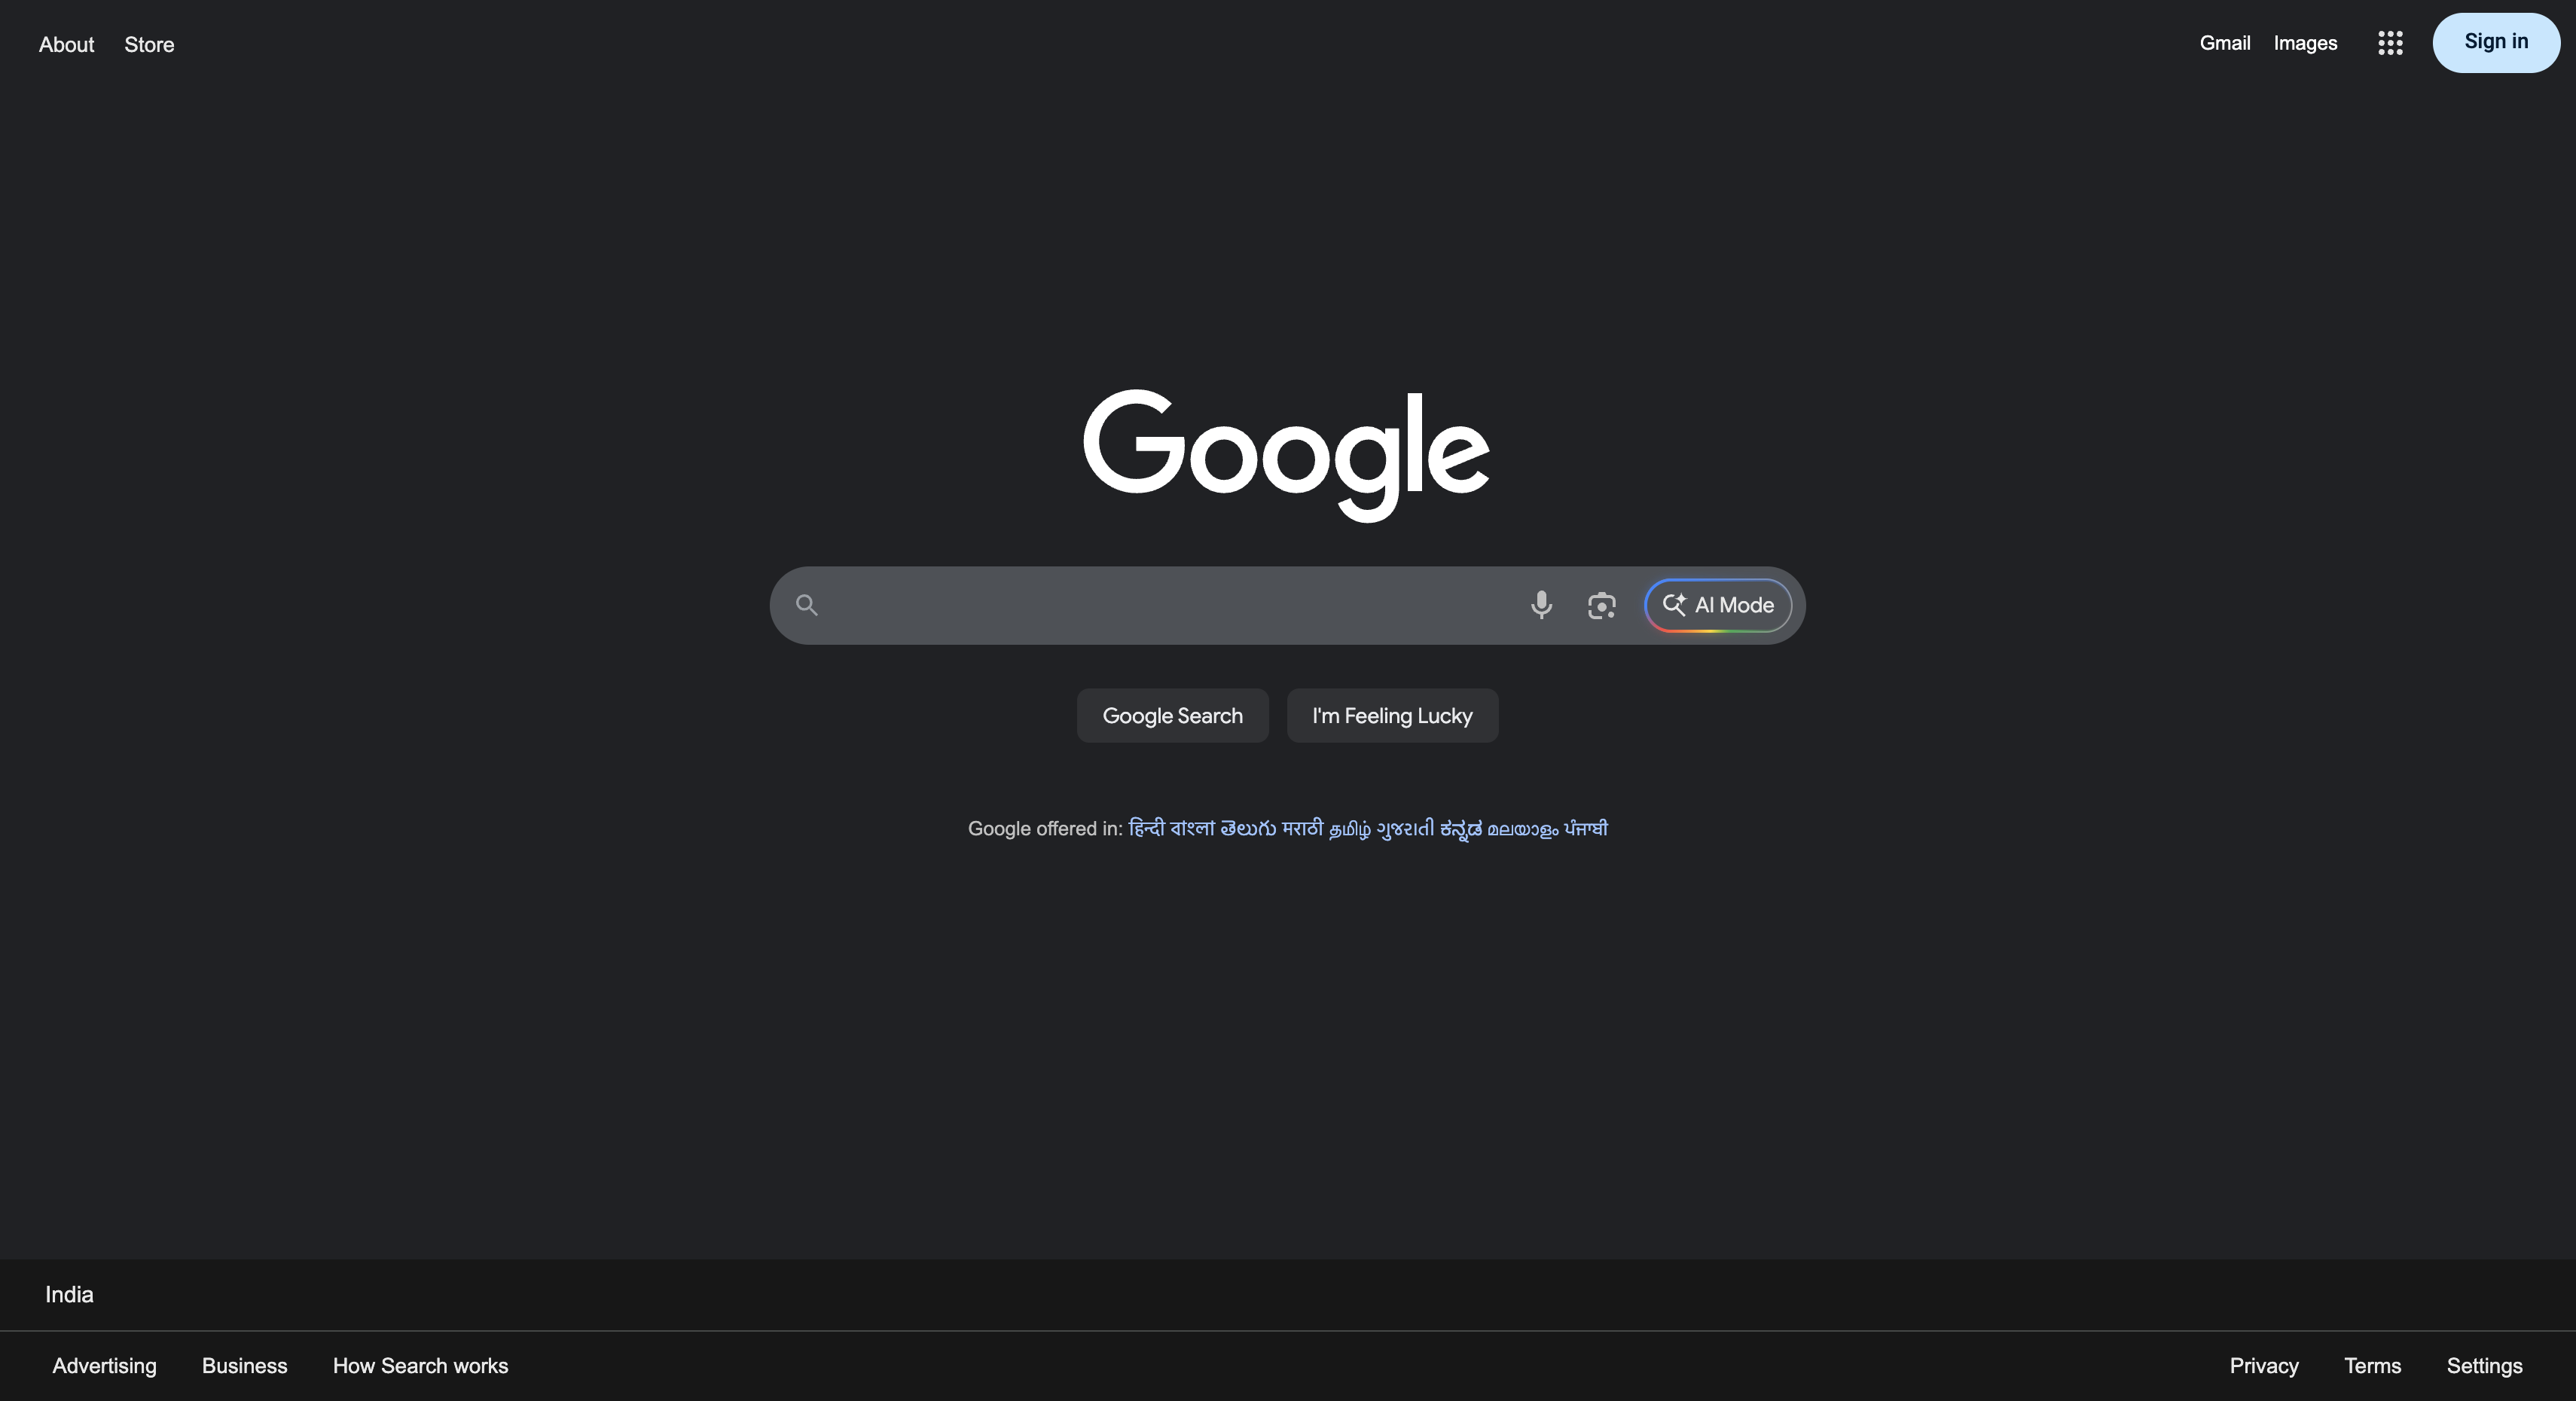 About Store Gmail Images Sign in
Google
AI Mode
Google Search I'm Feeling Lucky
Google offered in: हिन्दी বাংলা తెలుగు मराठी தமிழ் ગુજરાતી ಕನ್ನಡ മലയാളം ਪੰਜਾਬੀ
India
Advertising Business How Search works Privacy Terms Settings